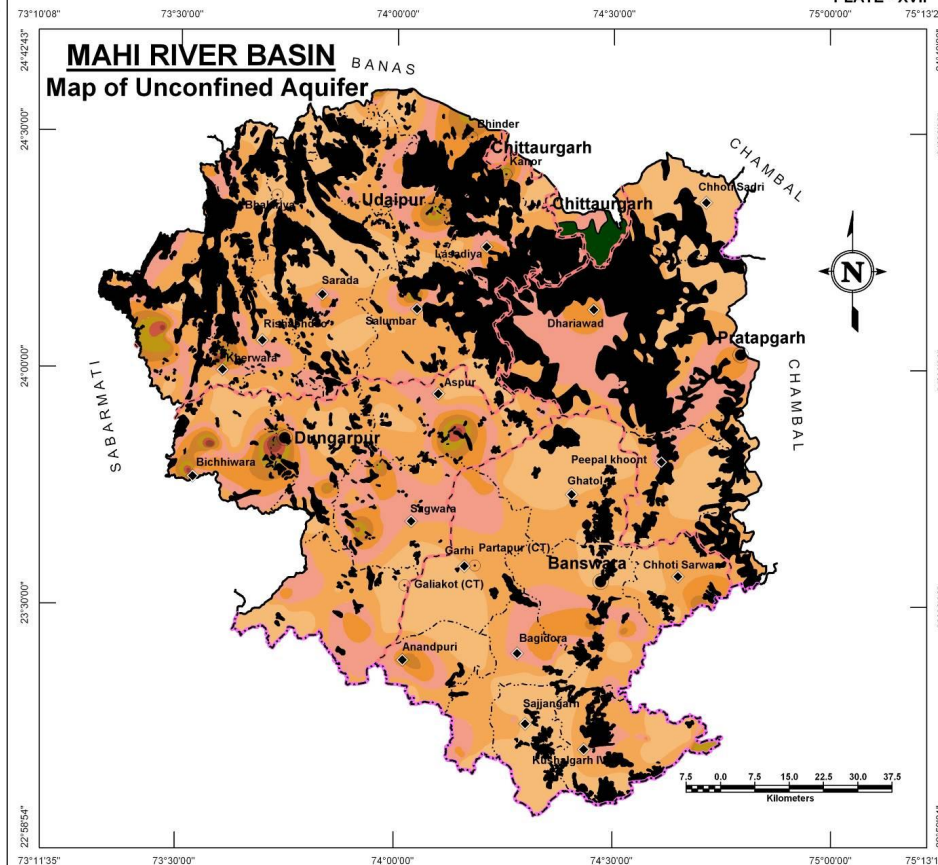 73°10'08"
73°30'00"
74°00'00"
74°30'00"
75°00'00"
24°42'43"
MAHI RIVER BASIN
Map of Unconfined Aquifer
BANAS
24°30'00"
Bhinder
Chittaurgarh
Kanor
CHAMBAL
Chhoti Sadri
Udaipur
Chittaurgarh
Lasadiya
N
Sarada
Salumbar
Dhariawad
Pratapgarh
Kherwara
24°00'00"
SABARMATI
CHAMBAL
Aspur
Dungarpur
Bichhiwara
Peepal khoont
Ghatol
Sagwara
Garhi
Partapur (CT)
Banswara
Chhoti Sarwan
Galiakot (CT)
23°30'00"
Bagidora
Anandpuri
Sajjangarh
Kushalgarh
7.5 0.0 7.5 15.0 22.5 30.0 37.5
Kilometers
22°58'54"
73°11'35"
73°30'00"
74°00'00"
74°30'00"
75°00'00"